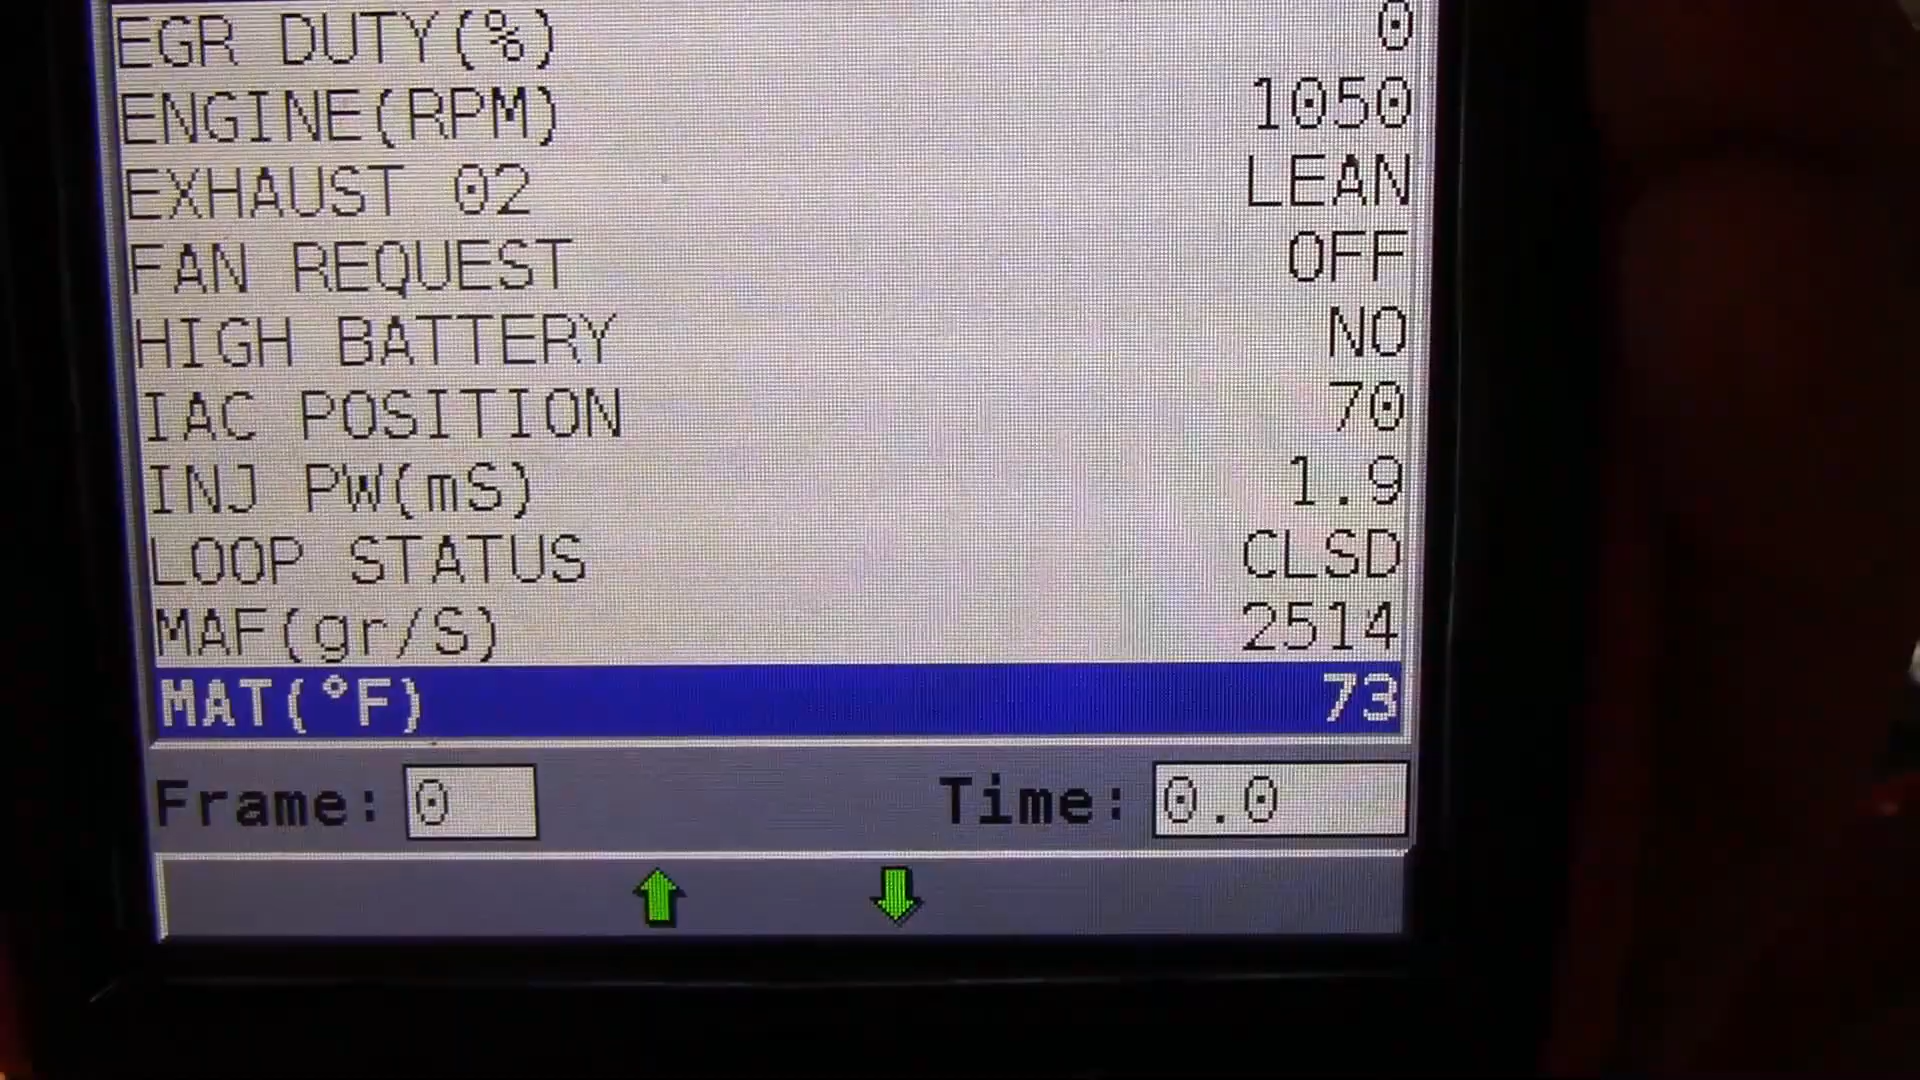 EGR DUTY(%) 0
ENGINE(RPM) 1050
EXHAUST 02 LEAN
FAN REQUEST OFF
HIGH BATTERY NO
IAC POSITION 70
INJ PW(mS) 1.9
LOOP STATUS CLSD
MAF(gr/S) 2514
MAT(°F) 73
Frame: 0 Time: 0.0